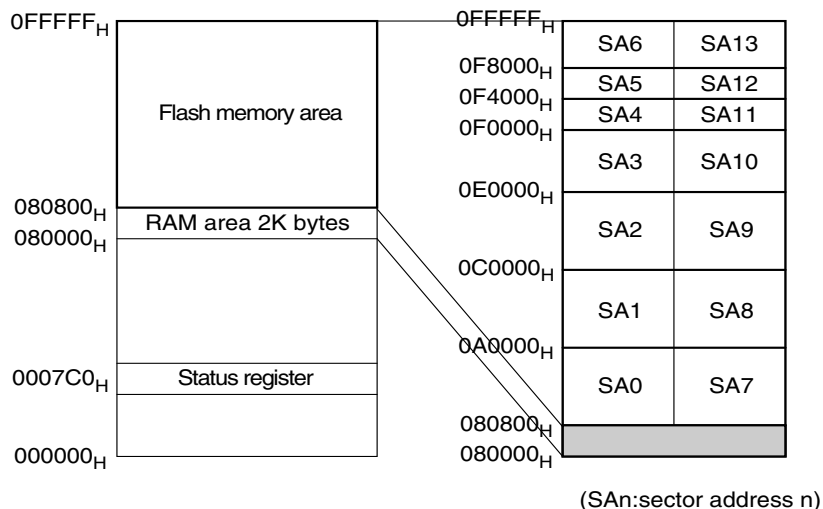 0FFFFFH
Flash memory area
080800H
RAM area 2K bytes
080000H
0007C0H
Status register
000000H
0FFFFFH
SA6 SA13
0F8000H
SA5 SA12
0F4000H
SA4 SA11
0F0000H
SA3 SA10
0E0000H
SA2 SA9
0C0000H
SA1 SA8
0A0000H
SA0 SA7
080800H
080000H
(SAn:sector address n)